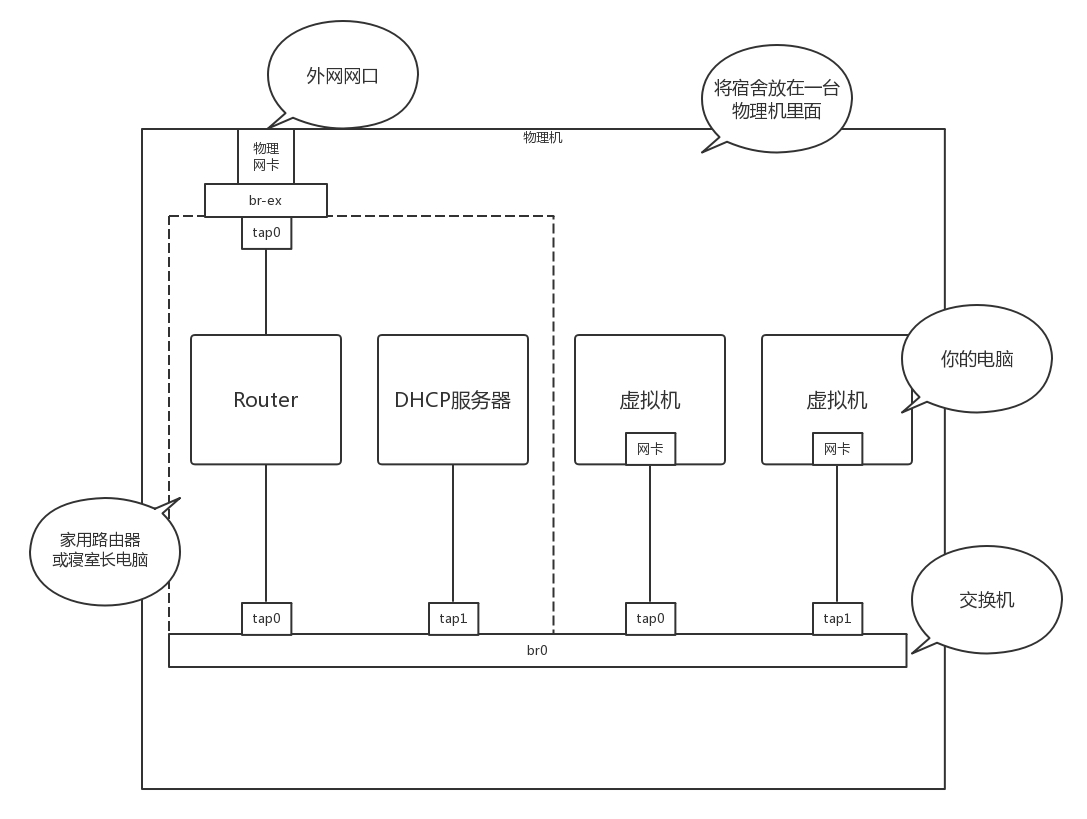 外网网口
将宿舍放在一台
物理机里面
物理机
物理
网卡
br-ex
tap0
你的电脑
Router
DHCP服务器
虚拟机
虚拟机
网卡
网卡
家用路由器
或寝室长电脑
交换机
tap0
tap1
tap0
tap1
br0